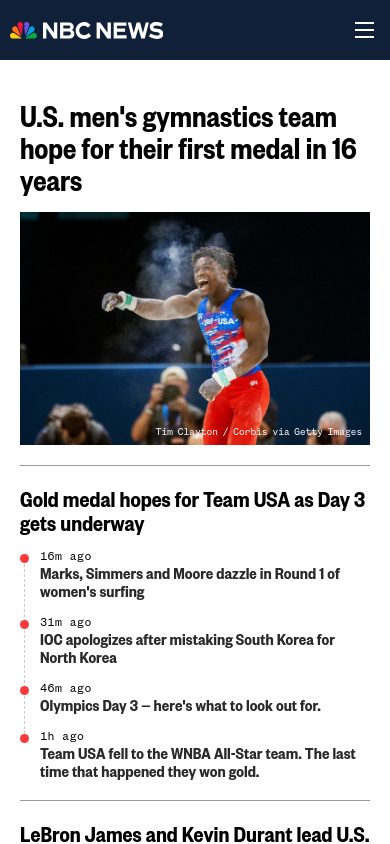 NBC NEWS
U.S. men's gymnastics team
hope for their first medal in 16
years
USA
Tim Clayton / Corbis via Getty Images
Gold medal hopes for Team USA as Day 3
gets underway
16m ago
Marks, Simmers and Moore dazzle in Round 1 of
women's surfing
31m ago
IOC apologizes after mistaking South Korea for
North Korea
46m ago
Olympics Day 3 – here's what to look out for.
1h ago
Team USA fell to the WNBA All-Star team. The last
time that happened they won gold.
LeBron James and Kevin Durant lead U.S.